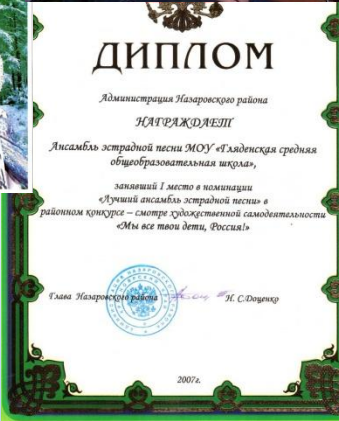 ДИПЛОМ
Администрация Назаровского района
НАГРАЖДАЕТ
Ансамбль эстрадной песни МОУ «Гляденская средняя
общеобразовательная школа»,
занявший I место в номинации
«Лучший ансамбль эстрадной песни» в
районном конкурсе – смотре художественной самодеятельности
«Мы все твои дети, Россия!»
Глава Назаровского района Н. С.Доценко
2007г.